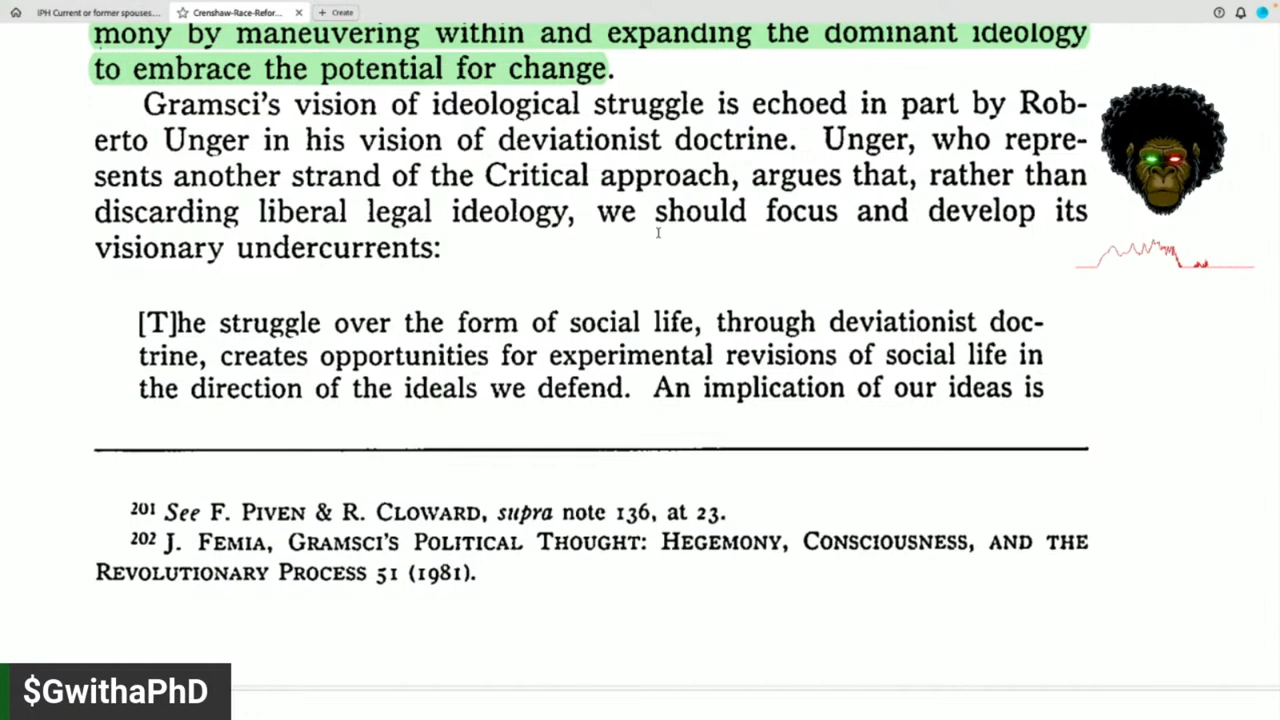 IPH Current or former spouses....
Crenshaw-Race-Refor...
Create
mony by maneuvering within and expanding the dominant ideology
to embrace the potential for change.
Gramsci's vision of ideological struggle is echoed in part by Rob-
erto Unger in his vision of deviationist doctrine. Unger, who repre-
sents another strand of the Critical approach, argues that, rather than
discarding liberal legal ideology, we should focus and develop its
visionary undercurrents:
[T]he struggle over the form of social life, through deviationist doc-
trine, creates opportunities for experimental revisions of social life in
the direction of the ideals we defend. An implication of our ideas is
201 See F. PIVEN & R. CLOWARD, supra note 136, at 23.
202 J. FEMIA, GRAMSCI'S POLITICAL THOUGHT: HEGEMONY, CONSCIOUSNESS, AND THE
REVOLUTIONARY PROCESS 51 (1981).
$GwithaPhD